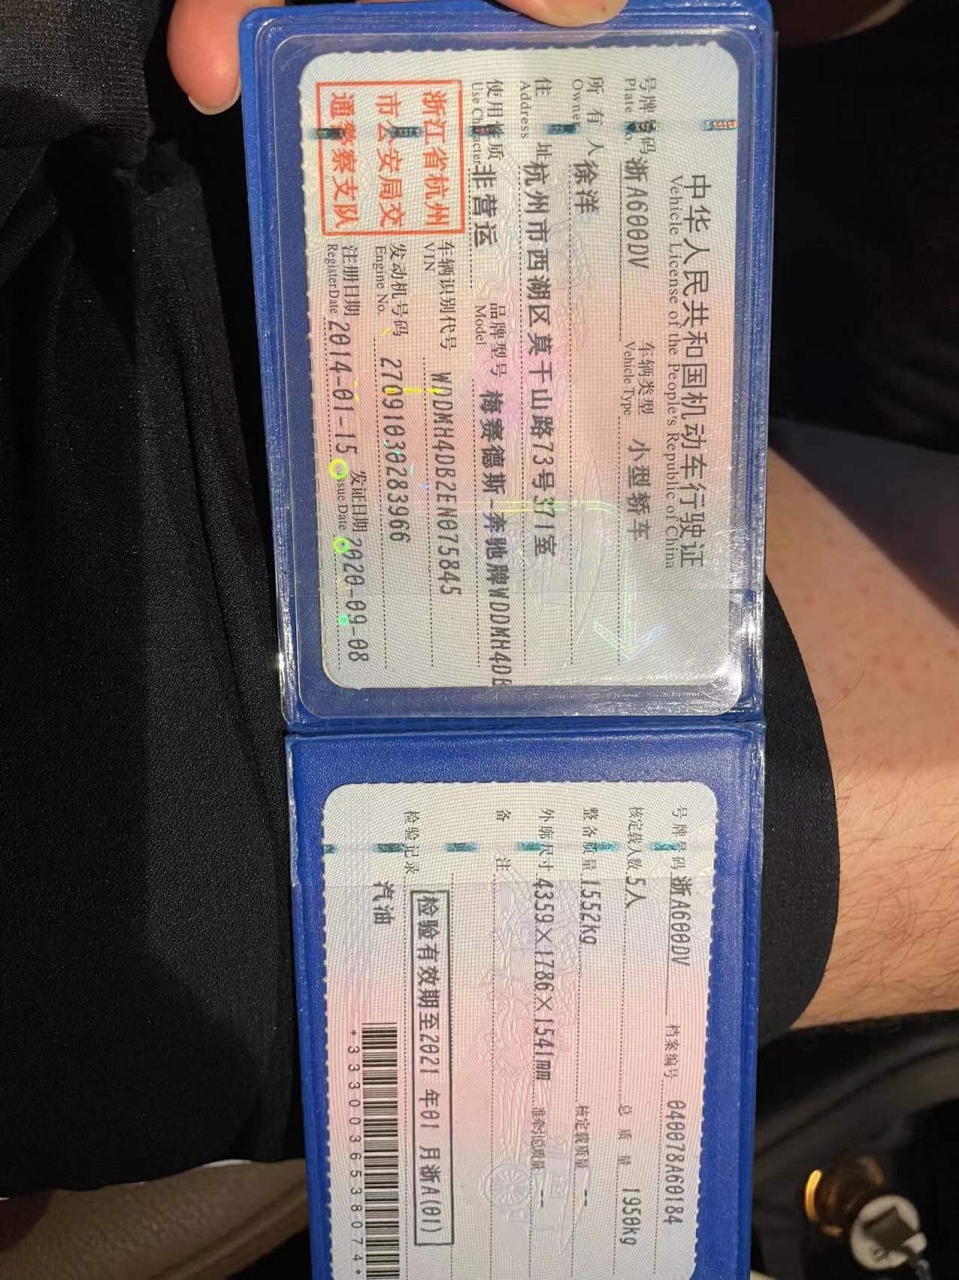 中华人民共和国机动车行驶证
Vehicle License of the People's Republic of China
号牌号码 浙A600DV 车辆类型 小型轿车
Plate No. Vehicle Type
所有人 徐洋
Owner
住址 杭州市西湖区莫干山路73号371室
Address
使用性质 非营运 品牌型号 梅赛德斯-奔驰牌WDDMH4DB
Use Character Model
浙江省杭州
市公安局交
通警察支队
车辆识别代号 WDDMH4DB2EN075845
VIN
发动机号码 27091030283966
Engine No.
注册日期 2014-01-15 发证日期 2020-09-08
Register Date Issue Date
号牌号码 浙A600DV 档案编号 040078A60184
核定载人数 5人 总质量 1950kg
整备质量 1552kg 核定载质量 --
外廓尺寸 4359×1786×1541mm 准牵引总质量 --
备注
检验有效期至2021年01月浙A(01)
检验记录
汽油
*3330036538074*